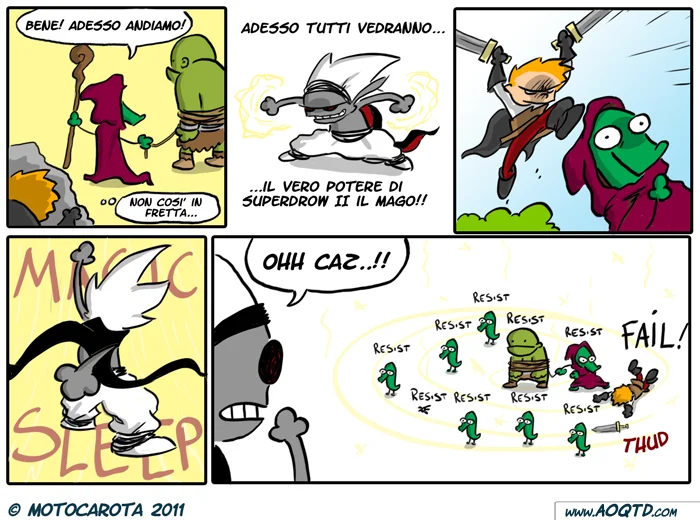 BENE! ADESSO ANDIAMO!
NON COSI' IN
FRETTA...
ADESSO TUTTI VEDRANNO...
...IL VERO POTERE DI
SUPERDROW II IL MAGO!!
MAGIC
SLEEP
OHH CAZ..!!
RESIST
RESIST
RESIST
RESIST
RESIST
FAIL!
RESIST
RESIST
RESIST
RESIST
THUD
© MOTOCAROTA 2011
WWW.AOQTD.COM